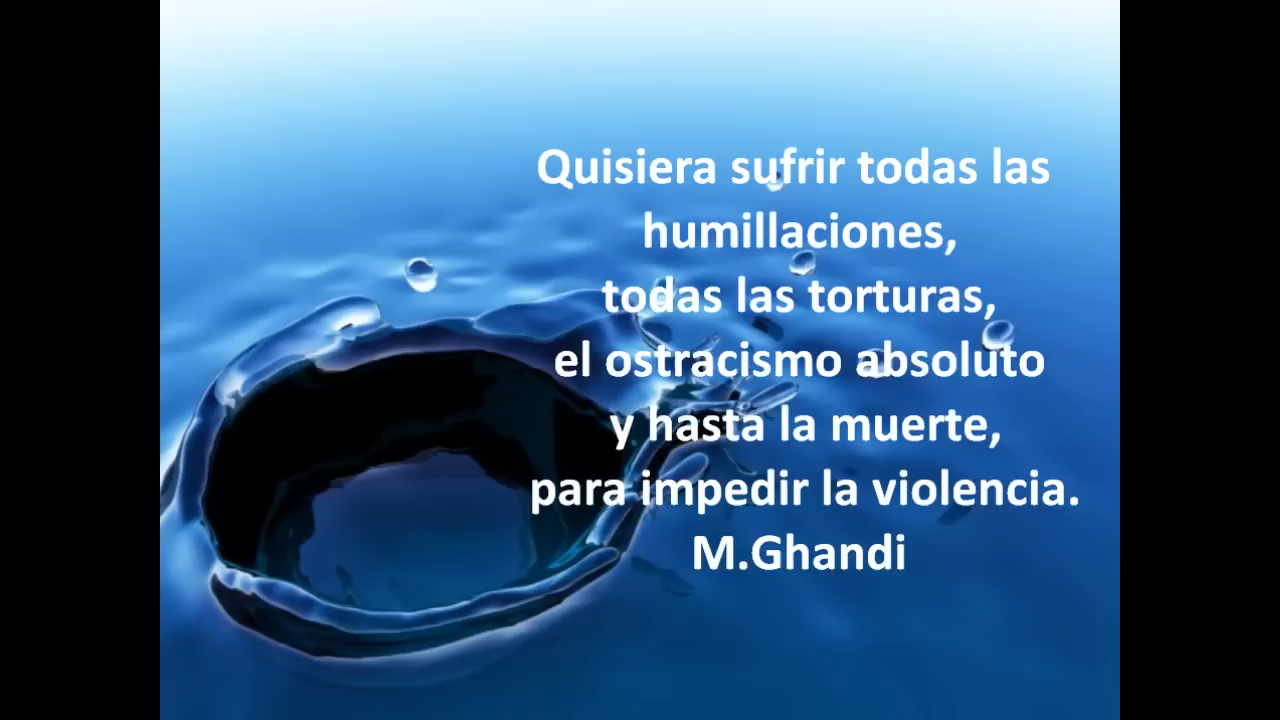 Quisiera sufrir todas las
humillaciones,
todas las torturas,
el ostracismo absoluto
y hasta la muerte,
para impedir la violencia.
M.Ghandi